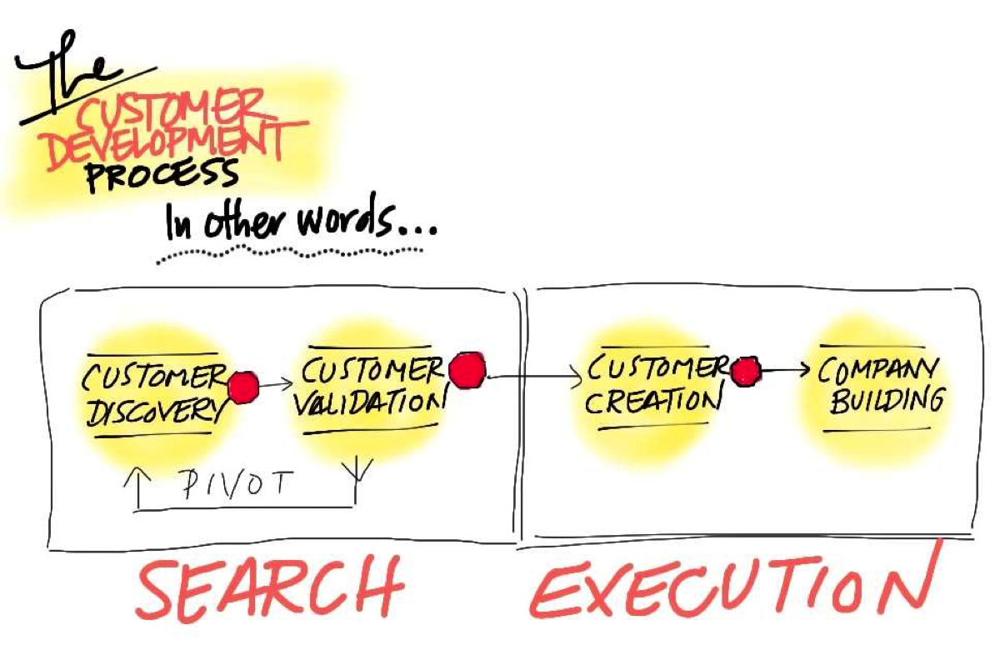 The
CUSTOMER
DEVELOPMENT
PROCESS
In other words...
CUSTOMER
DISCOVERY
CUSTOMER
VALIDATION
PIVOT
CUSTOMER
CREATION
COMPANY
BUILDING
SEARCH
EXECUTION